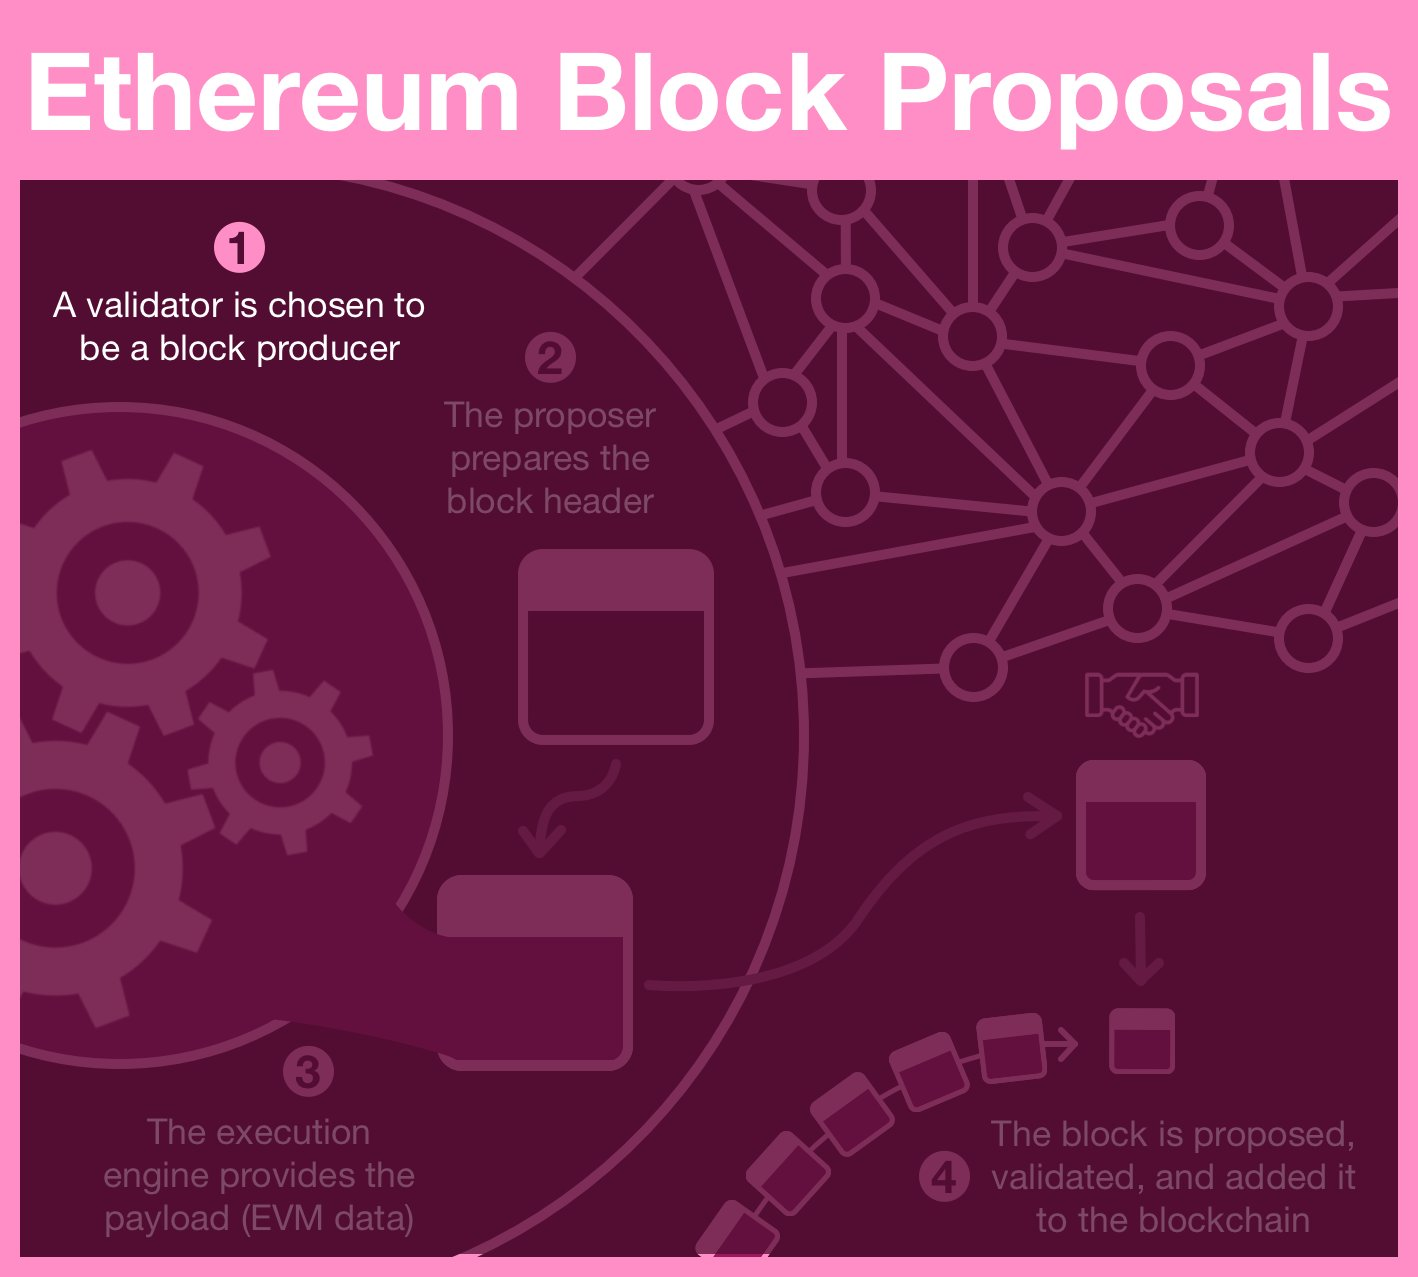 Ethereum Block Proposals
1
A validator is chosen to
be a block producer
2
The proposer
prepares the
block header
3
The execution
engine provides the
payload (EVM data)
4
The block is proposed,
validated, and added it
to the blockchain